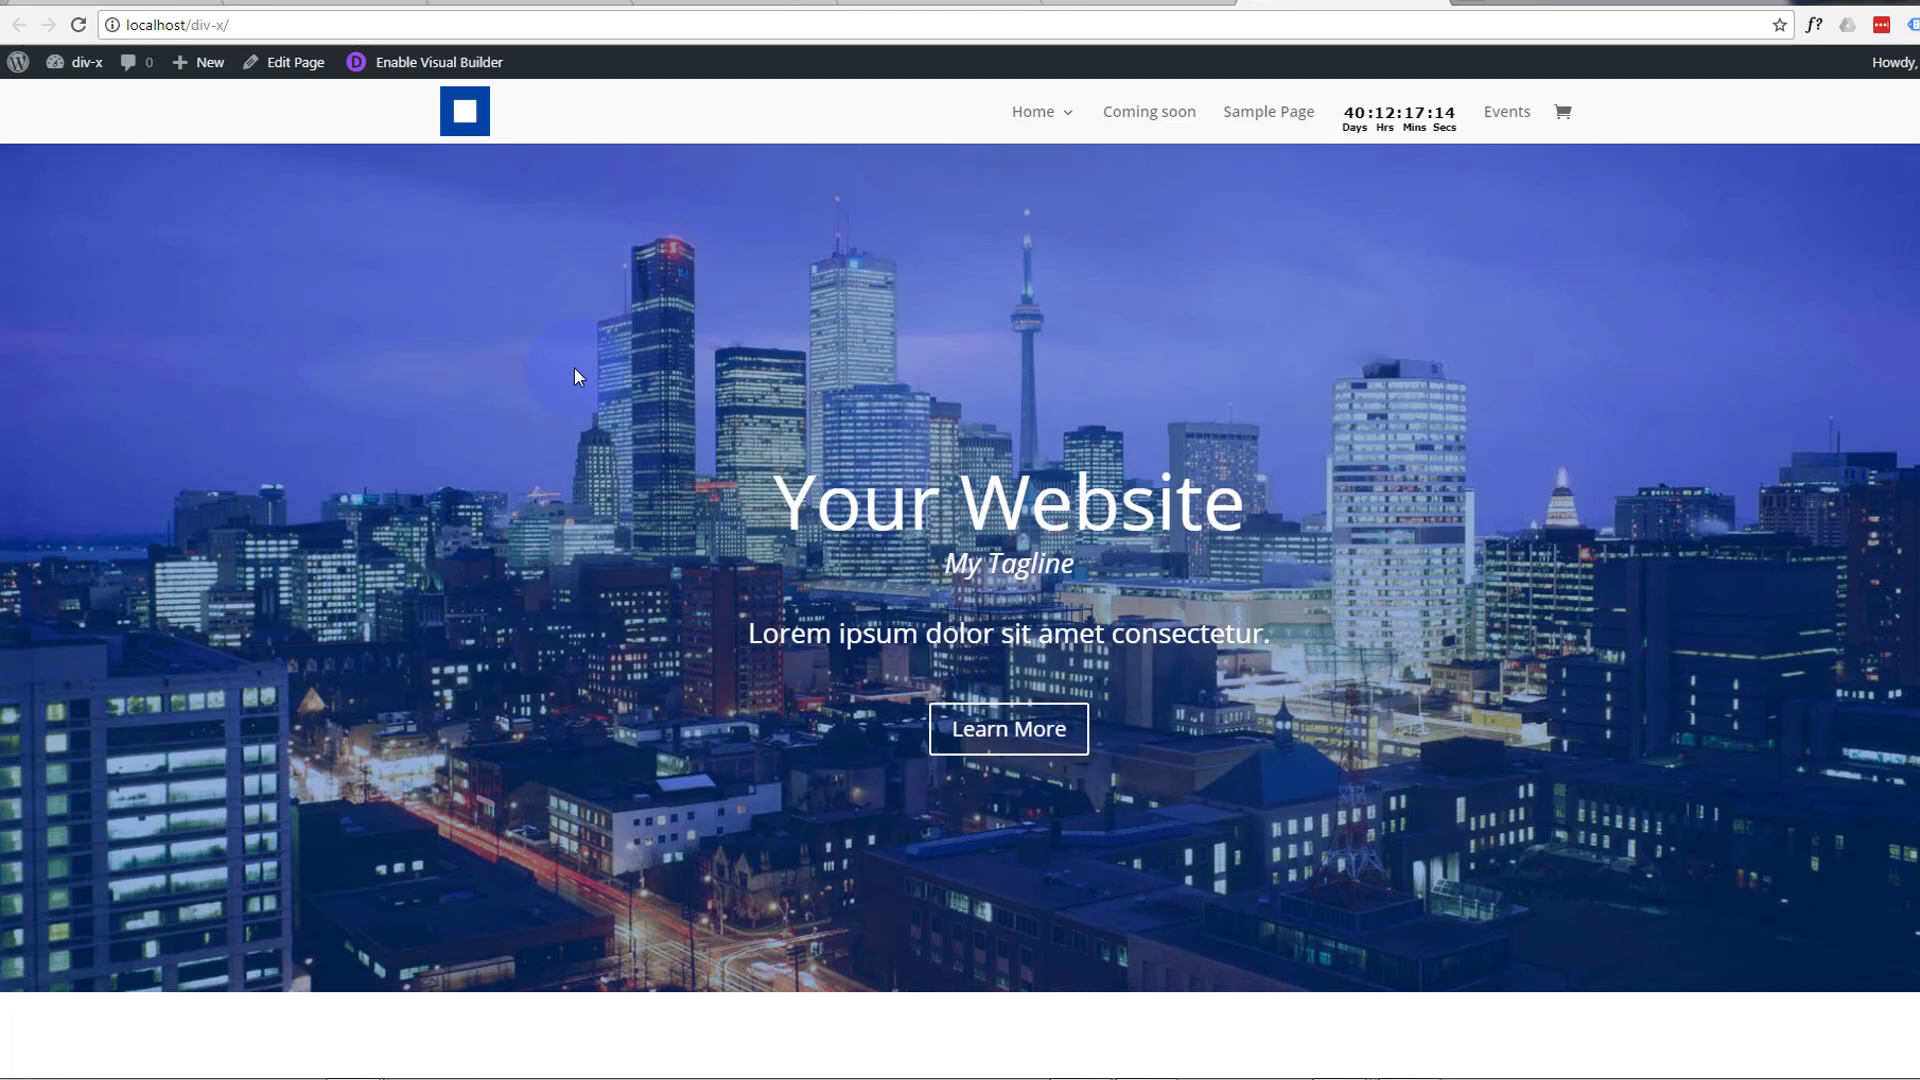 localhost/div-x/
f?
div-x
0
New
Edit Page
D
Enable Visual Builder
Howdy,
Home
Coming soon
Sample Page
40:12:17:14
Days Hrs Mins Secs
Events
Your Website
My Tagline
Lorem ipsum dolor sit amet consectetur.
Learn More